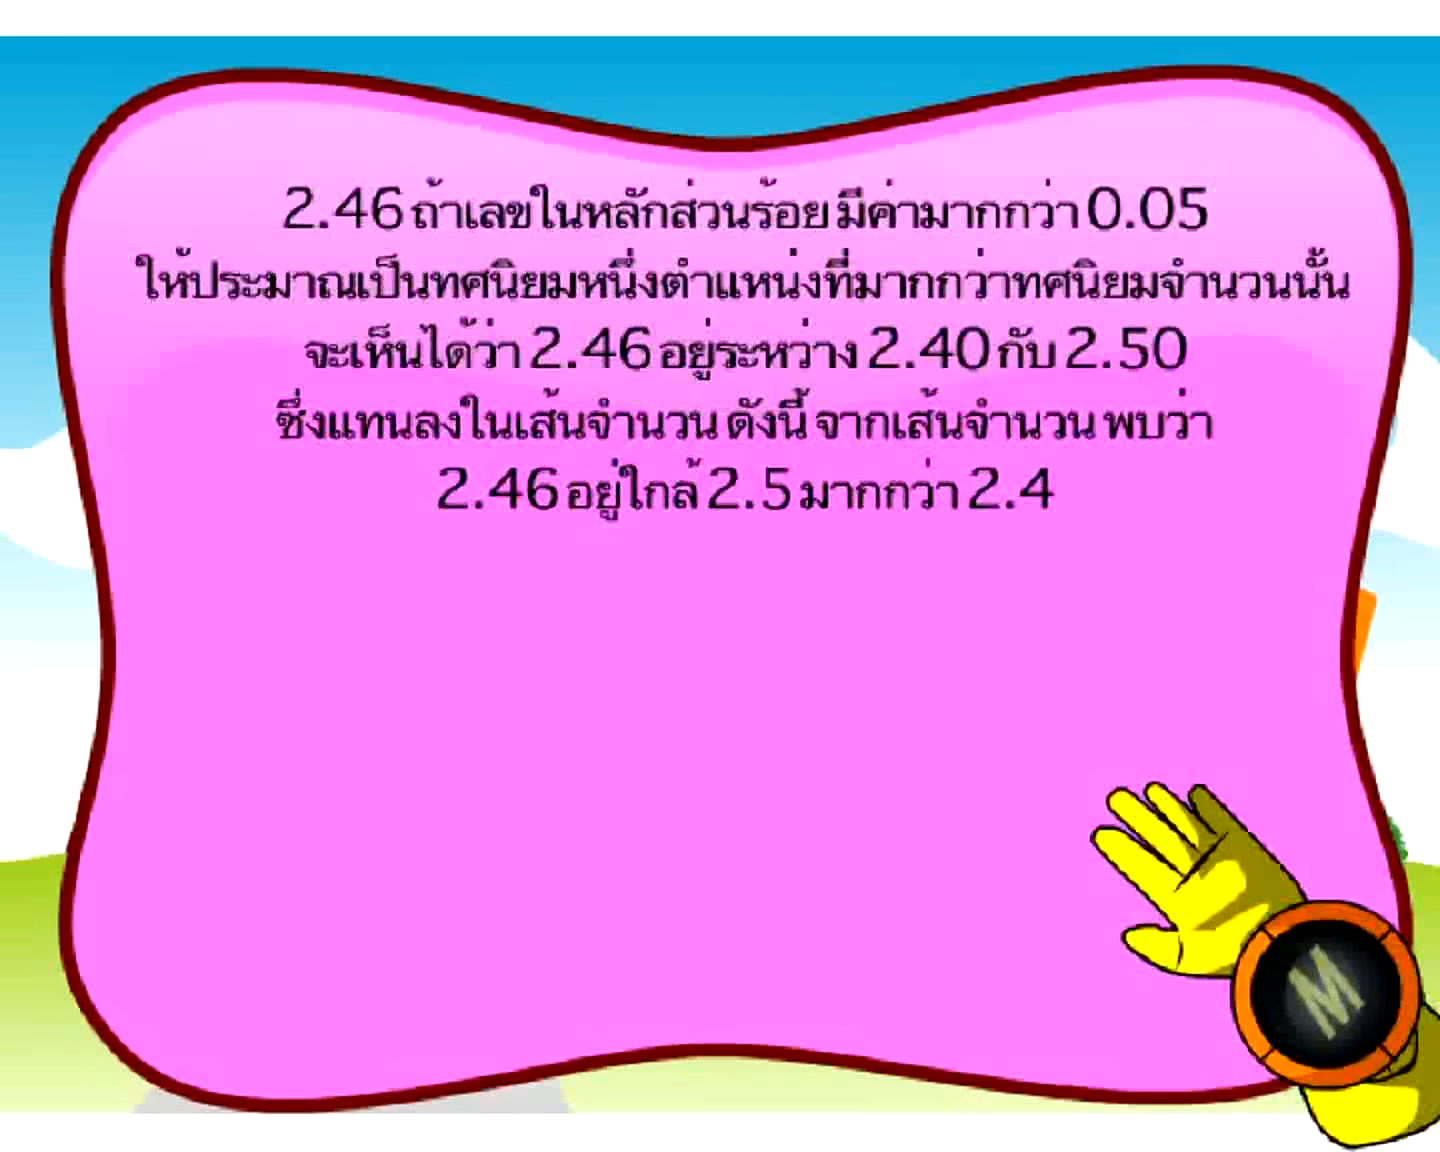 2.46 ถ้าเลขในหลักส่วนร้อย มีค่ามากกว่า 0.05
ให้ประมาณเป็นทศนิยมหนึ่งตำแหน่งที่มากกว่าทศนิยมจำนวนนั้น
จะเห็นได้ว่า 2.46 อยู่ระหว่าง 2.40 กับ 2.50
ซึ่งแทนลงในเส้นจำนวน ดังนี้ จากเส้นจำนวน พบว่า
2.46 อยู่ใกล้ 2.5 มากกว่า 2.4
M